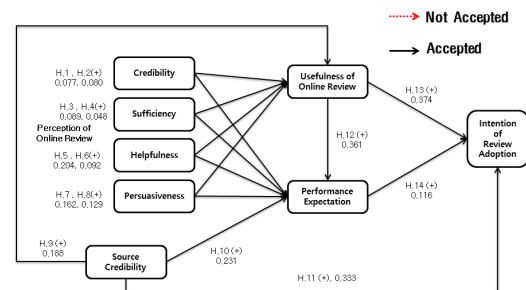 Not Accepted
Accepted
Credibility
Usefulness of
Online Review
H.1 , H.2(+)
0.077, 0.080
H.13 (+)
0.374
Sufficiency
H.3 , H.4(+)
0.089, 0.048
Perception of
Online Review
H.12 (+)
0.361
Intention
of
Review
Adoption
Helpfulness
H.5 , H.6(+)
0.204, 0.092
H.7 , H.8(+)
0.162, 0.129
Persuasiveness
Performance
Expectation
H.14 (+)
0.116
H.9 (+)
0.188
Source
Credibility
H.10 (+)
0.231
H.11 (+), 0.333